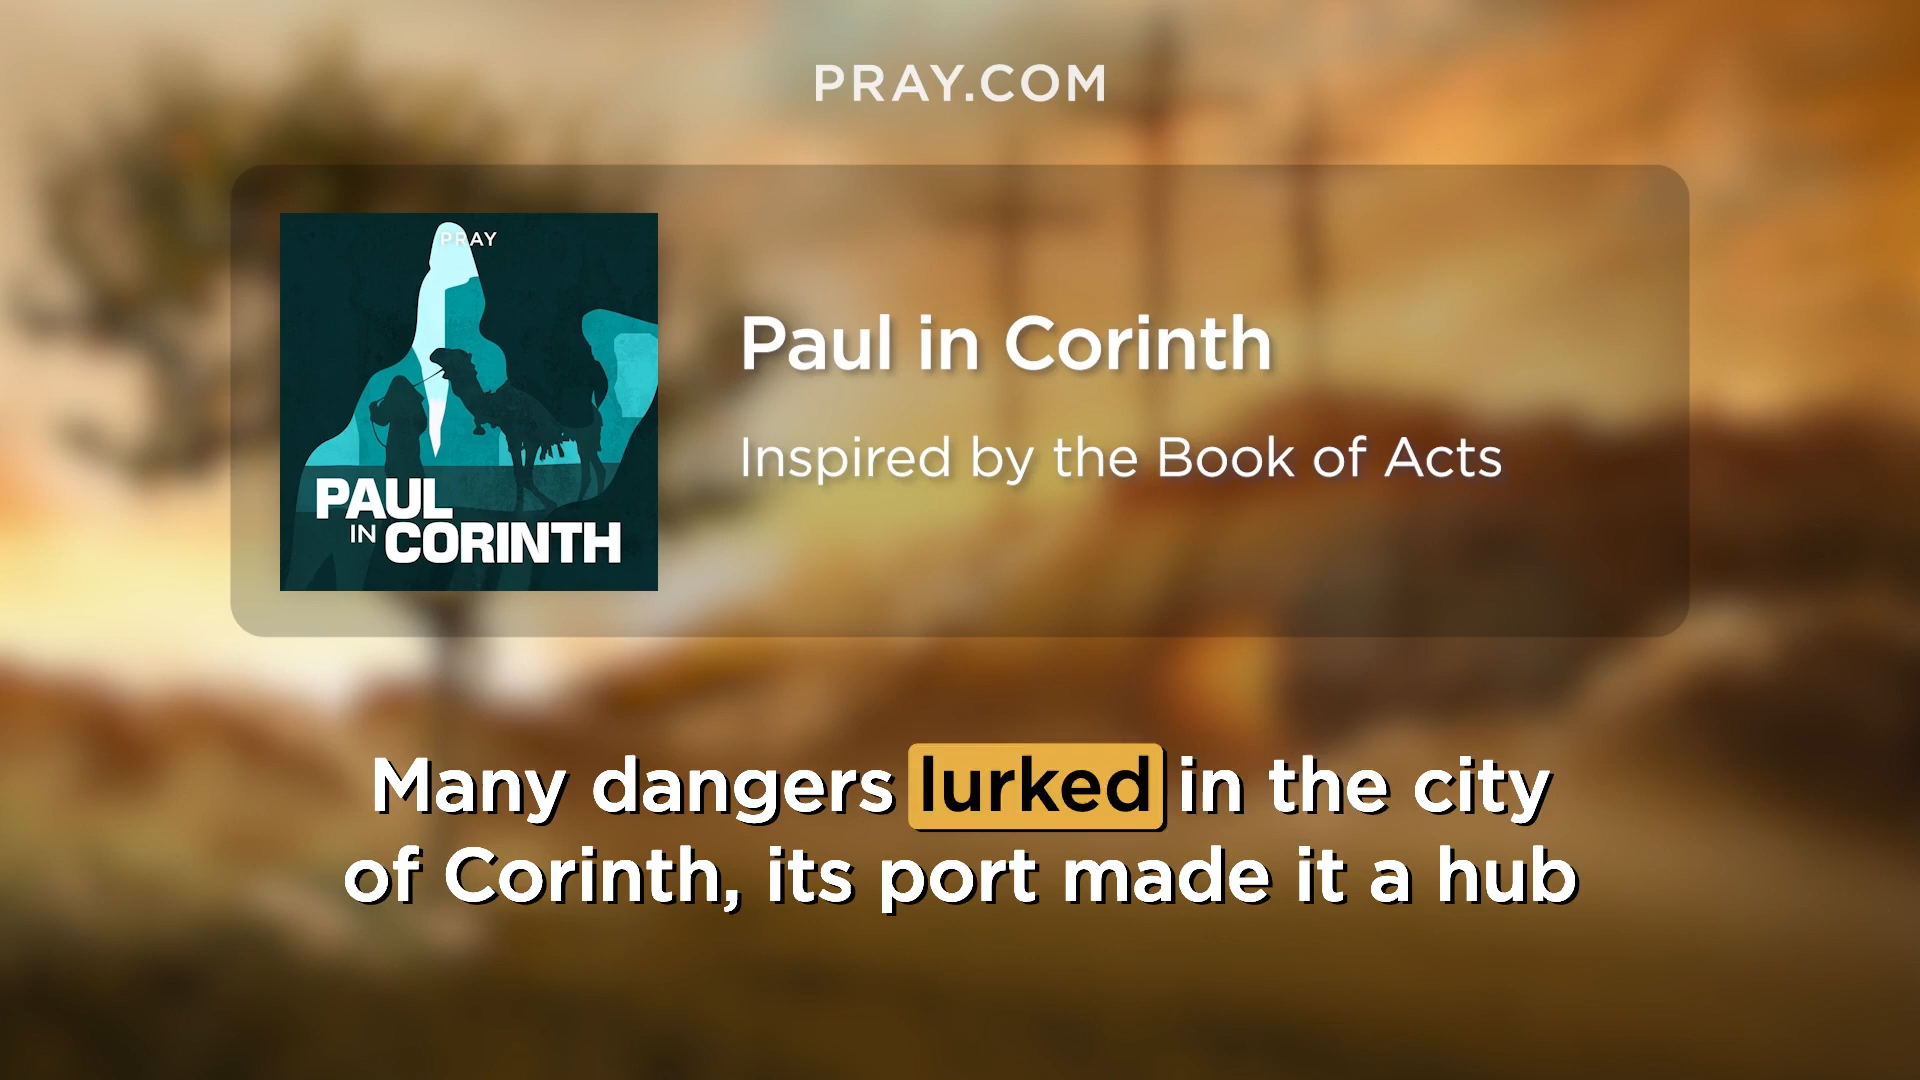 PRAY.COM
PRAY
PAUL
IN CORINTH
Paul in Corinth
Inspired by the Book of Acts
Many dangers lurked in the city
of Corinth, its port made it a hub